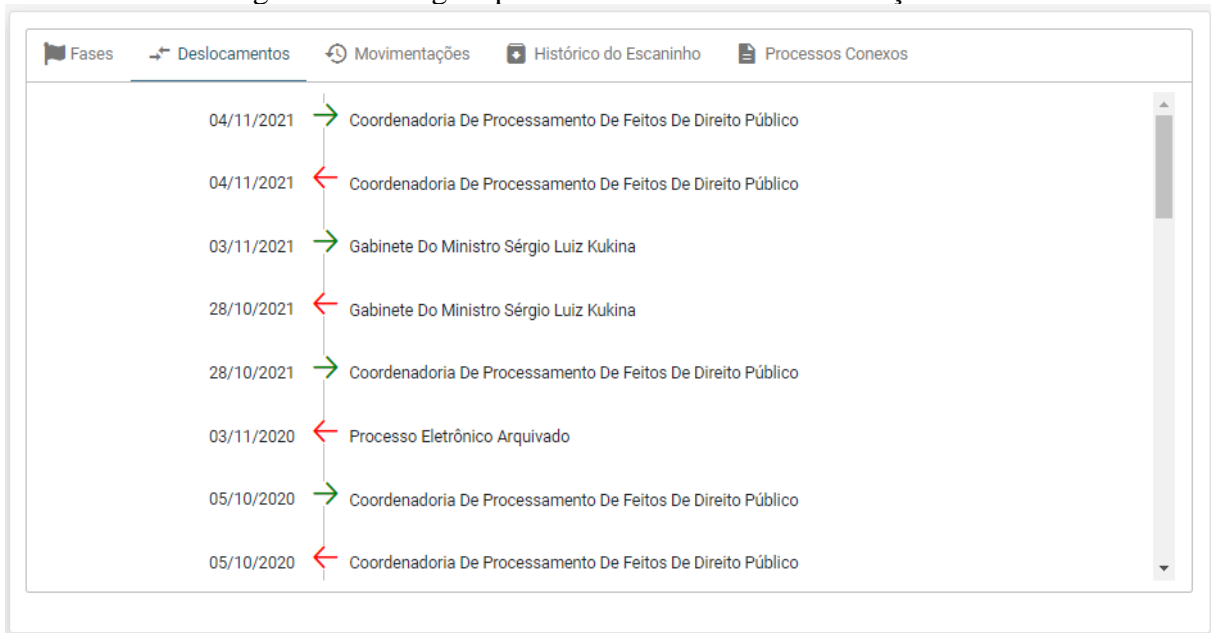 Fases Deslocamentos Movimentações Histórico do Escaninho Processos Conexos
04/11/2021 Coordenadoria De Processamento De Feitos De Direito Público
04/11/2021 Coordenadoria De Processamento De Feitos De Direito Público
03/11/2021 Gabinete Do Ministro Sérgio Luiz Kukina
28/10/2021 Gabinete Do Ministro Sérgio Luiz Kukina
28/10/2021 Coordenadoria De Processamento De Feitos De Direito Público
03/11/2020 Processo Eletrônico Arquivado
05/10/2020 Coordenadoria De Processamento De Feitos De Direito Público
05/10/2020 Coordenadoria De Processamento De Feitos De Direito Público